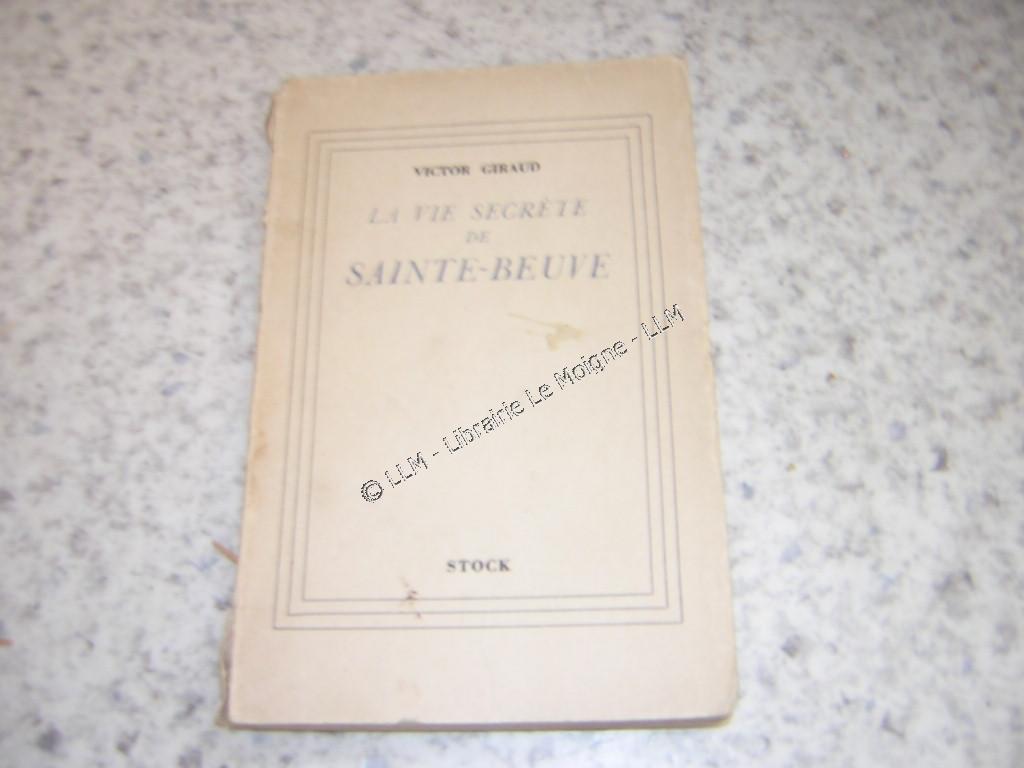 VICTOR GIRAUD
LA VIE SECRÈTE
DE
SAINTE-BEUVE
© LLM - Librairie Le Moigne - LLM
STOCK